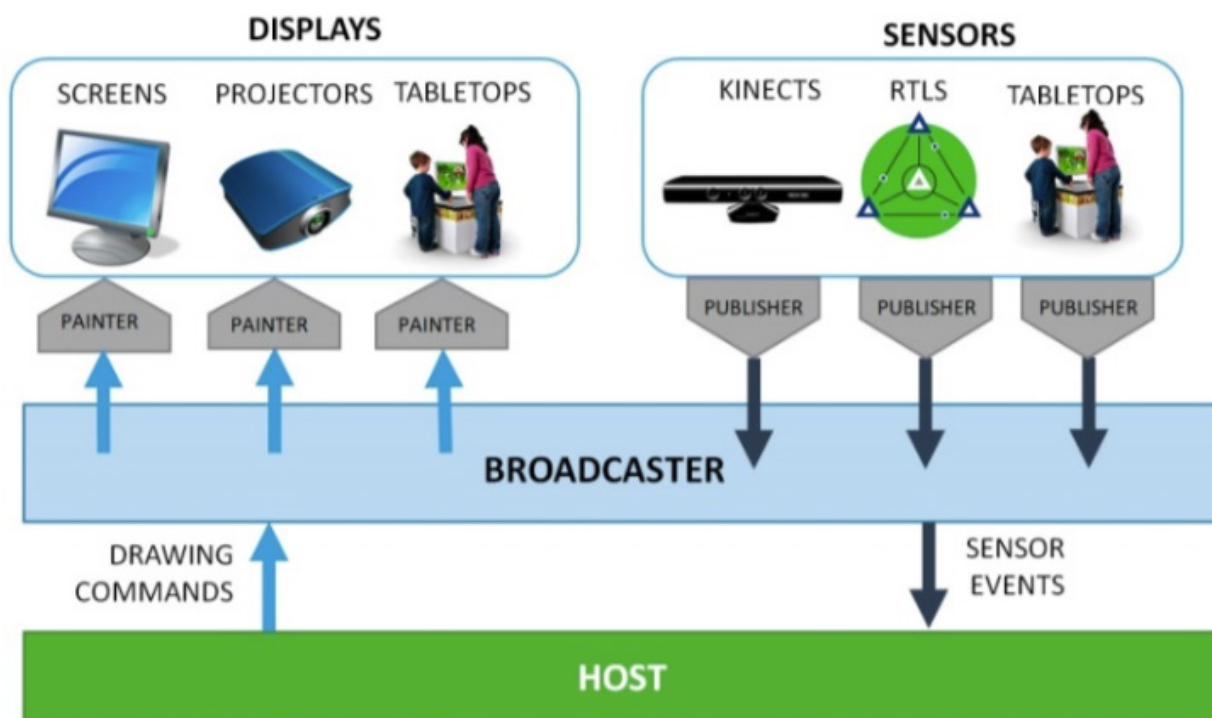 DISPLAYS
SCREENS PROJECTORS TABLETOPS
PAINTER PAINTER PAINTER
SENSORS
KINECTS RTLS TABLETOPS
PUBLISHER PUBLISHER PUBLISHER
BROADCASTER
DRAWING
COMMANDS
SENSOR
EVENTS
HOST